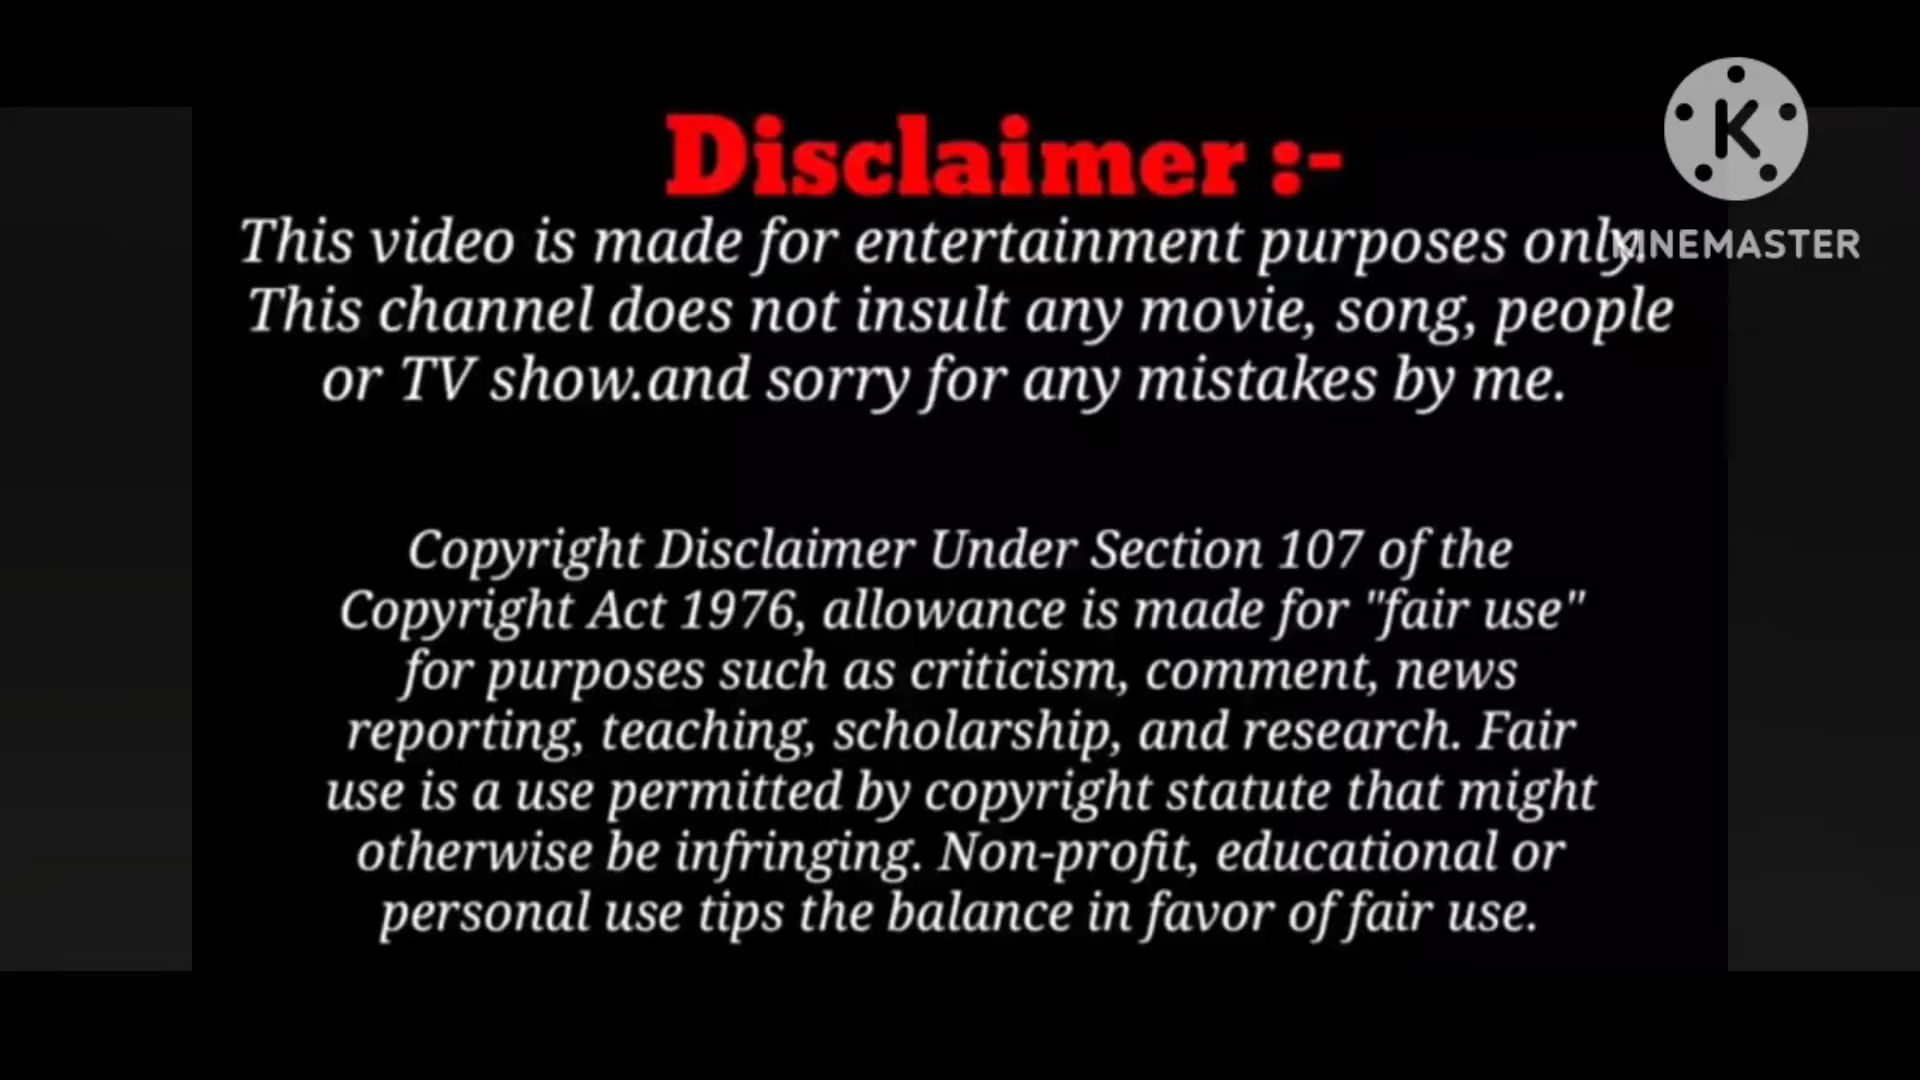 Disclaimer :-
This video is made for entertainment purposes only.
This channel does not insult any movie, song, people
or TV show.and sorry for any mistakes by me.
Copyright Disclaimer Under Section 107 of the
Copyright Act 1976, allowance is made for "fair use"
for purposes such as criticism, comment, news
reporting, teaching, scholarship, and research. Fair
use is a use permitted by copyright statute that might
otherwise be infringing. Non-profit, educational or
personal use tips the balance in favor of fair use.
K
KINEMASTER